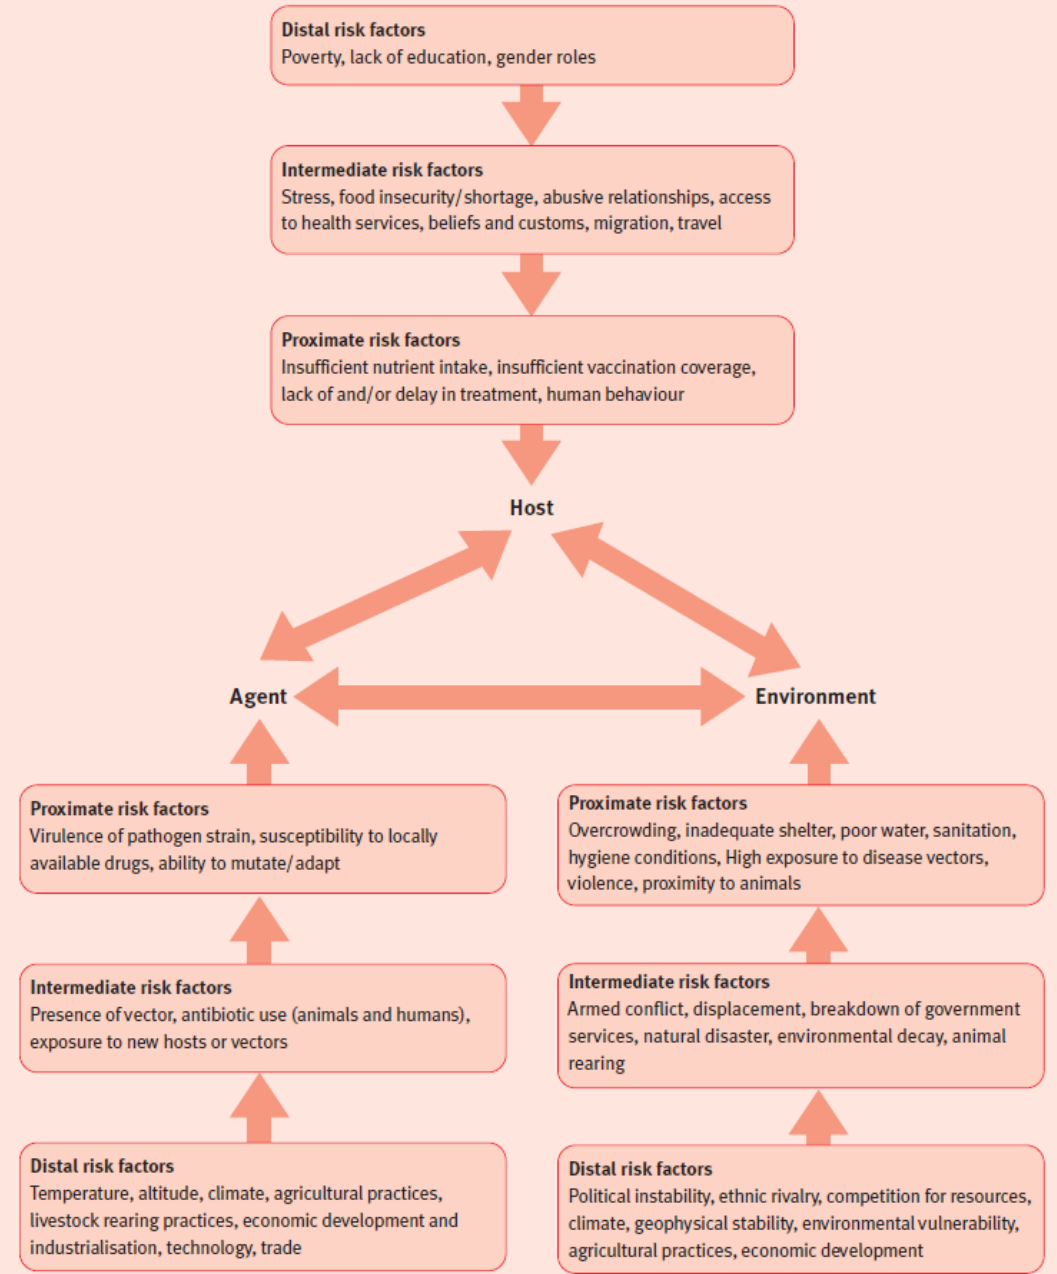 Distal risk factors
Poverty, lack of education, gender roles
Intermediate risk factors
Stress, food insecurity/shortage, abusive relationships, access
to health services, beliefs and customs, migration, travel
Proximate risk factors
Insufficient nutrient intake, insufficient vaccination coverage,
lack of and/or delay in treatment, human behaviour
Host
Agent
Environment
Proximate risk factors
Virulence of pathogen strain, susceptibility to locally
available drugs, ability to mutate/adapt
Proximate risk factors
Overcrowding, inadequate shelter, poor water, sanitation,
hygiene conditions, High exposure to disease vectors,
violence, proximity to animals
Intermediate risk factors
Presence of vector, antibiotic use (animals and humans),
exposure to new hosts or vectors
Intermediate risk factors
Armed conflict, displacement, breakdown of government
services, natural disaster, environmental decay, animal
rearing
Distal risk factors
Temperature, altitude, climate, agricultural practices,
livestock rearing practices, economic development and
industrialisation, technology, trade
Distal risk factors
Political instability, ethnic rivalry, competition for resources,
climate, geophysical stability, environmental vulnerability,
agricultural practices, economic development